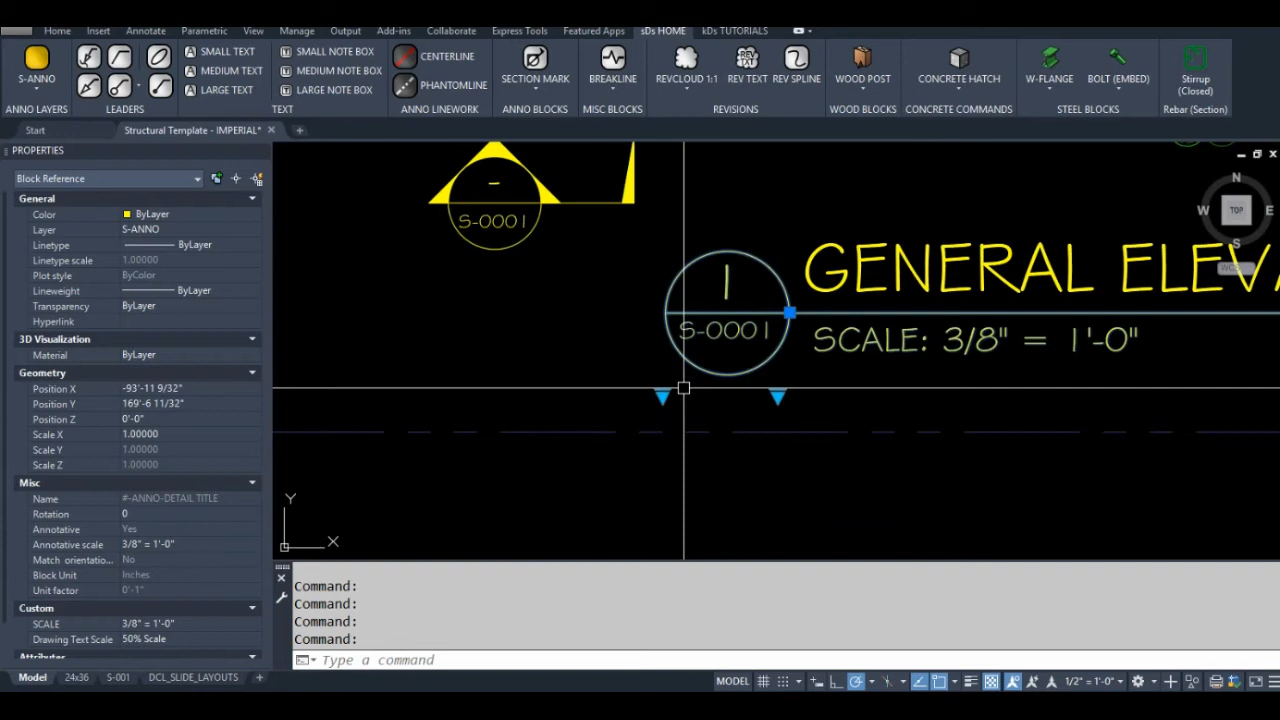 Home Insert Annotate Parametric View Manage Output Add-ins Collaborate Express Tools Featured Apps sDs HOME kDs TUTORIALS
S-ANNO
SMALL TEXT
MEDIUM TEXT
LARGE TEXT
SMALL NOTE BOX
MEDIUM NOTE BOX
LARGE NOTE BOX
CENTERLINE
PHANTOMLINE
SECTION MARK
BREAKLINE
REVCLOUD 1:1
REV TEXT
REV SPLINE
WOOD POST
CONCRETE HATCH
W-FLANGE
BOLT (EMBED)
Stirrup
(Closed)
ANNO LAYERS LEADERS TEXT ANNO LINEWORK ANNO BLOCKS MISC BLOCKS REVISIONS WOOD BLOCKS CONCRETE COMMANDS STEEL BLOCKS Rebar (Section)
Start Structural Template - IMPERIAL*
PROPERTIES
Block Reference
General
Color ByLayer
Layer S-ANNO
Linetype ByLayer
Linetype scale 1.00000
Plot style ByColor
Lineweight ByLayer
Transparency ByLayer
Hyperlink
3D Visualization
Material ByLayer
Geometry
Position X -93'-11 9/32"
Position Y 169'-6 11/32"
Position Z 0'-0"
Scale X 1.00000
Scale Y 1.00000
Scale Z 1.00000
Misc
Name #-ANNO-DETAIL TITLE
Rotation 0
Annotative Yes
Annotative scale 3/8" = 1'-0"
Match orientatio... No
Block Unit Inches
Unit factor 0'-1"
Custom
SCALE 3/8" = 1'-0"
Drawing Text Scale 50% Scale
Attributes
-
S-0001
1
S-0001
GENERAL ELEV
SCALE: 3/8" = 1'-0"
N
W TOP E
S
WCS
Y
X
Command:
Command:
Command:
Command:
Type a command
Model 24x36 S-001 DCL_SLIDE_LAYOUTS +
MODEL 1/2" = 1'-0"